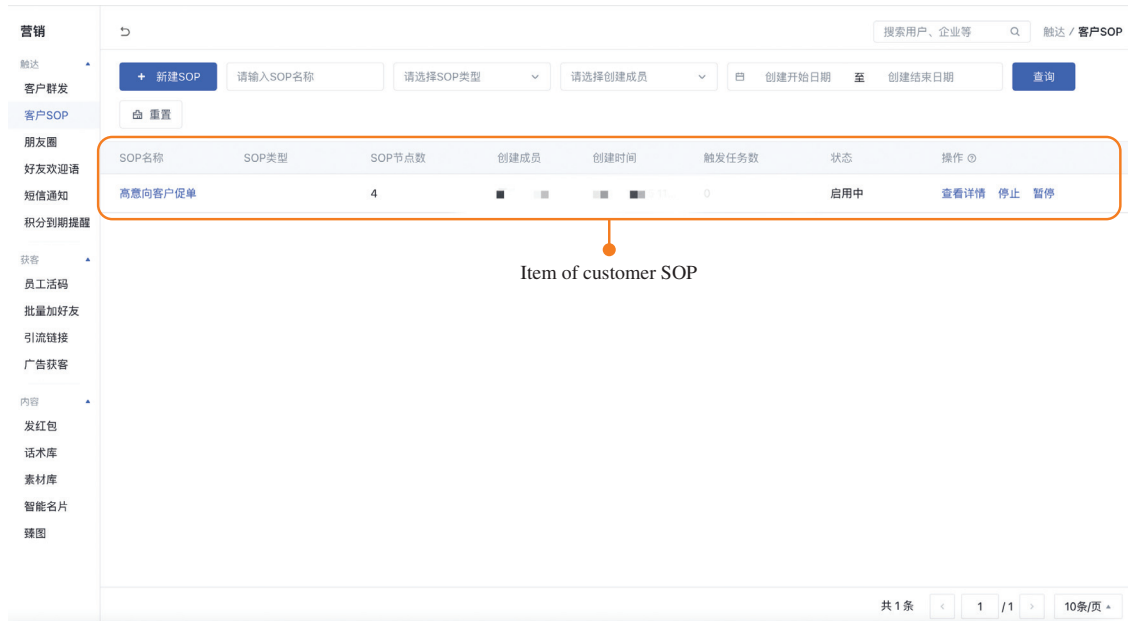 营销
搜索用户、企业等
触达 / 客户SOP
触达
客户群发
客户SOP
朋友圈
好友欢迎语
短信通知
积分到期提醒
获客
员工活码
批量加好友
引流链接
广告获客
内容
发红包
话术库
素材库
智能名片
臻图
+ 新建SOP 请输入SOP名称 请选择SOP类型 请选择创建成员 创建开始日期 至 创建结束日期 查询
重置
SOP名称 SOP类型 SOP节点数 创建成员 创建时间 触发任务数 状态 操作
高意向客户促单 4 0 启用中 查看详情 停止 暂停
Item of customer SOP
共 1 条 < 1 / 1 > 10条/页